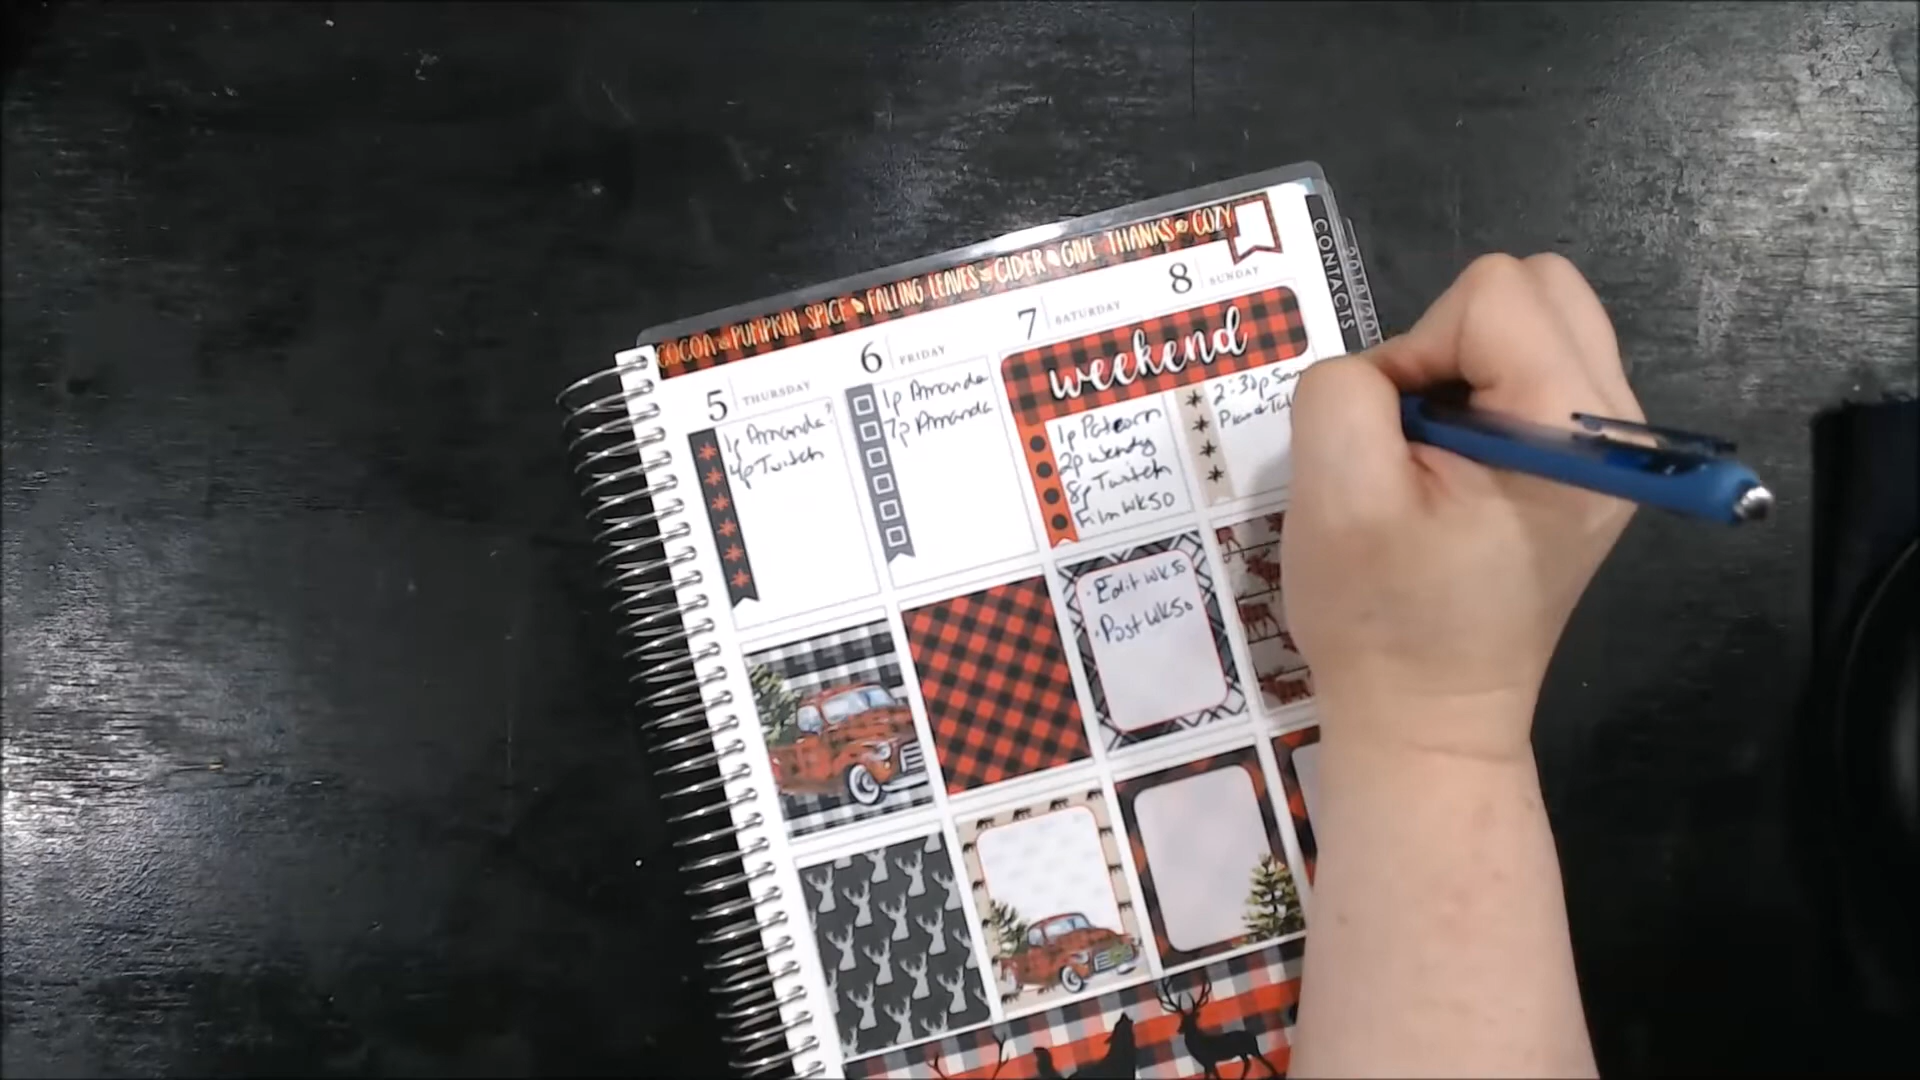 COCOA PUMPKIN SPICE FALLING LEAVES CIDER GIVE THANKS COZY
CONTACTS
5 THURSDAY
1p Amanda?
4p Twitch
6 FRIDAY
1p Amanda
7p Amanda
7 SATURDAY
8 SUNDAY
weekend
1p Patcorn
2p Wendy
8p Twitch
Film WK50
2:30p
· Edit WK50
· Post WK50